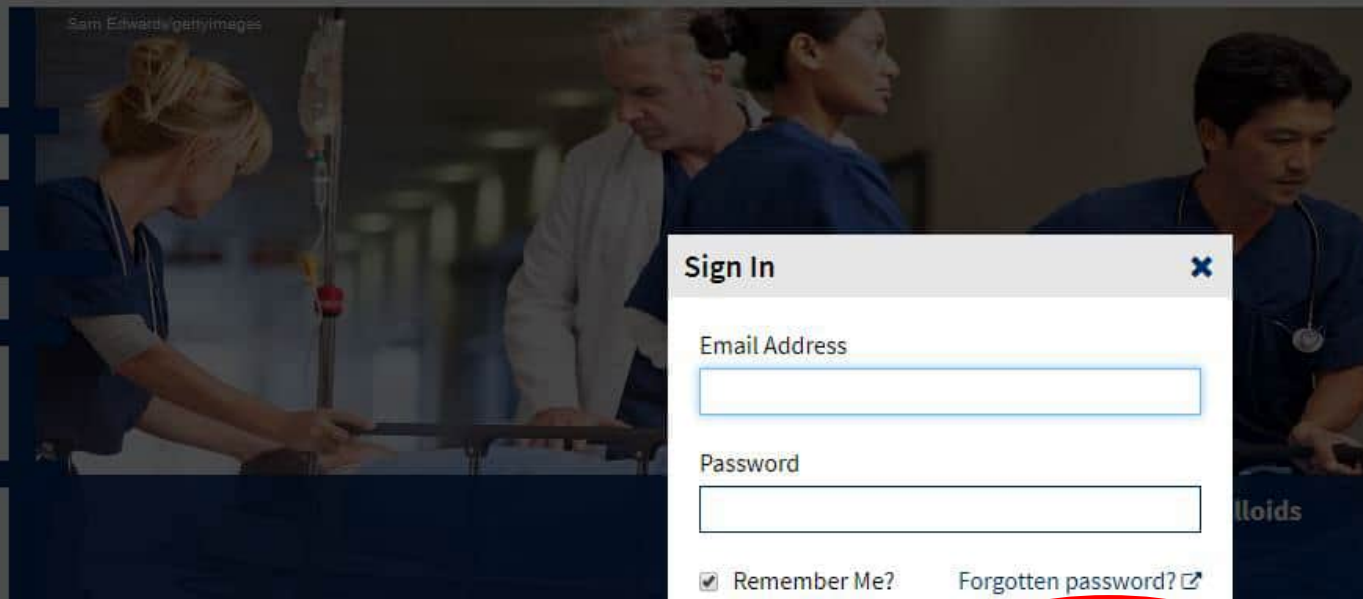 Sam Edwards/gettyimages
Sign In
Email Address
Password
lloids
Remember Me? Forgotten password?